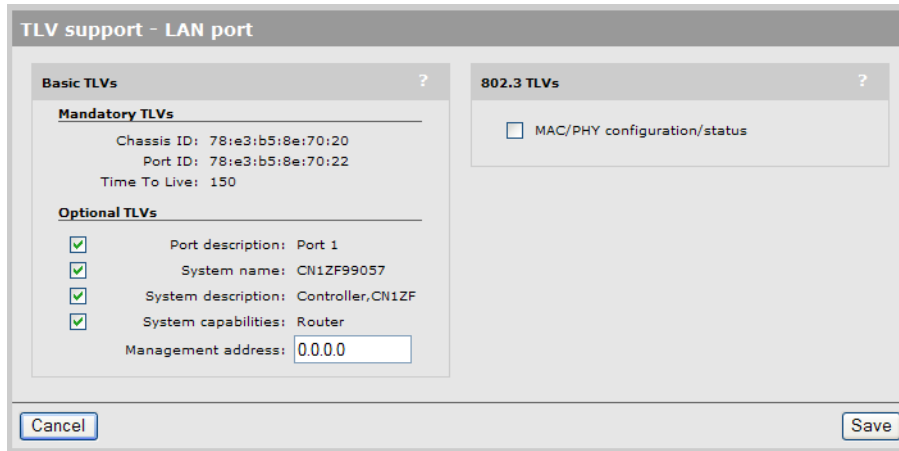 TLV support - LAN port
Basic TLVs ?
Mandatory TLVs
Chassis ID: 78:e3:b5:8e:70:20
Port ID: 78:e3:b5:8e:70:22
Time To Live: 150
Optional TLVs
Port description: Port 1
System name: CN1ZF99057
System description: Controller,CN1ZF
System capabilities: Router
Management address: 0.0.0.0
802.3 TLVs ?
MAC/PHY configuration/status
Cancel
Save